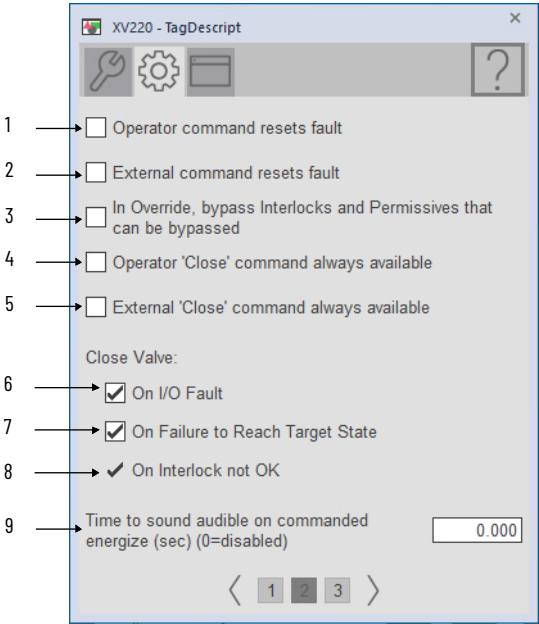 XV220 - TagDescript
?
1
Operator command resets fault
2
External command resets fault
3
In Override, bypass Interlocks and Permissives that
can be bypassed
4
Operator 'Close' command always available
5
External 'Close' command always available
Close Valve:
6
On I/O Fault
7
On Failure to Reach Target State
8
On Interlock not OK
9
Time to sound audible on commanded
energize (sec) (0=disabled)
0.000
1 2 3